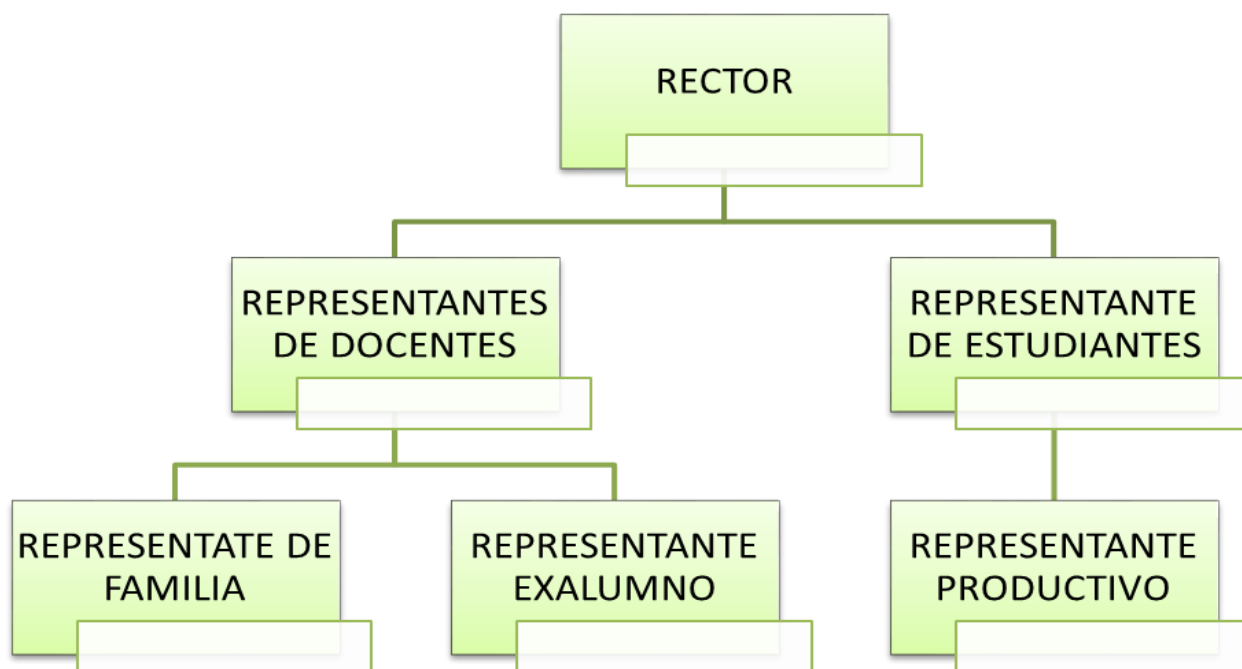 RECTOR
REPRESENTANTES
DE DOCENTES
REPRESENTANTE
DE ESTUDIANTES
REPRESENTATE DE
FAMILIA
REPRESENTANTE
EXALUMNO
REPRESENTANTE
PRODUCTIVO